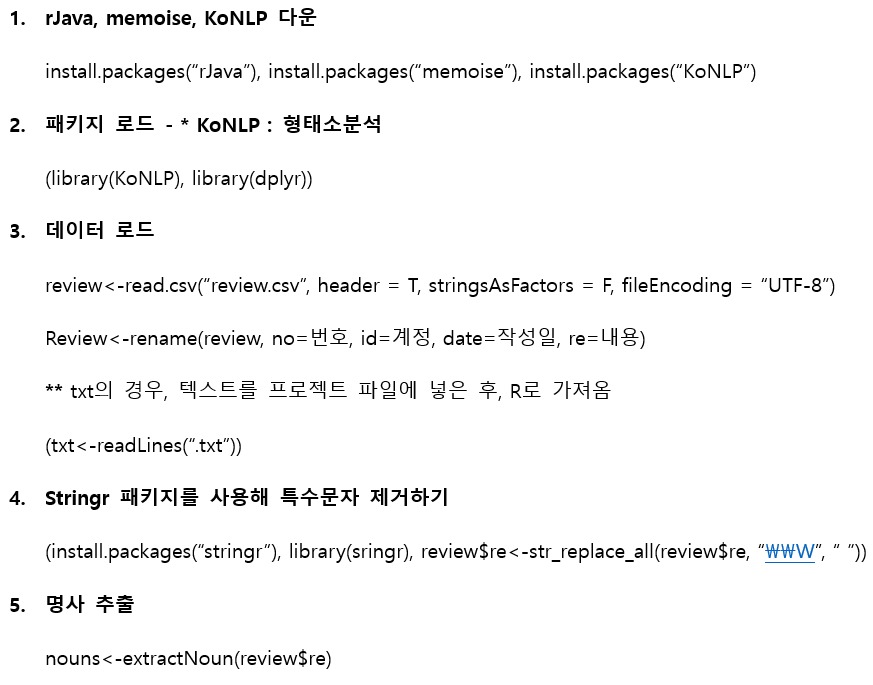 1. rJava, memoise, KoNLP 다운
install.packages(“rJava”), install.packages(“memoise”), install.packages(“KoNLP”)
2. 패키지 로드 - * KoNLP : 형태소분석
(library(KoNLP), library(dplyr))
3. 데이터 로드
review<-read.csv(“review.csv”, header = T, stringsAsFactors = F, fileEncoding = “UTF-8”)
Review<-rename(review, no=번호, id=계정, date=작성일, re=내용)
** txt의 경우, 텍스트를 프로젝트 파일에 넣은 후, R로 가져옴
(txt<-readLines(“.txt”))
4. Stringr 패키지를 사용해 특수문자 제거하기
(install.packages(“stringr”), library(sringr), review$re<-str_replace_all(review$re, “₩₩W”, “ ”))
5. 명사 추출
nouns<-extractNoun(review$re)